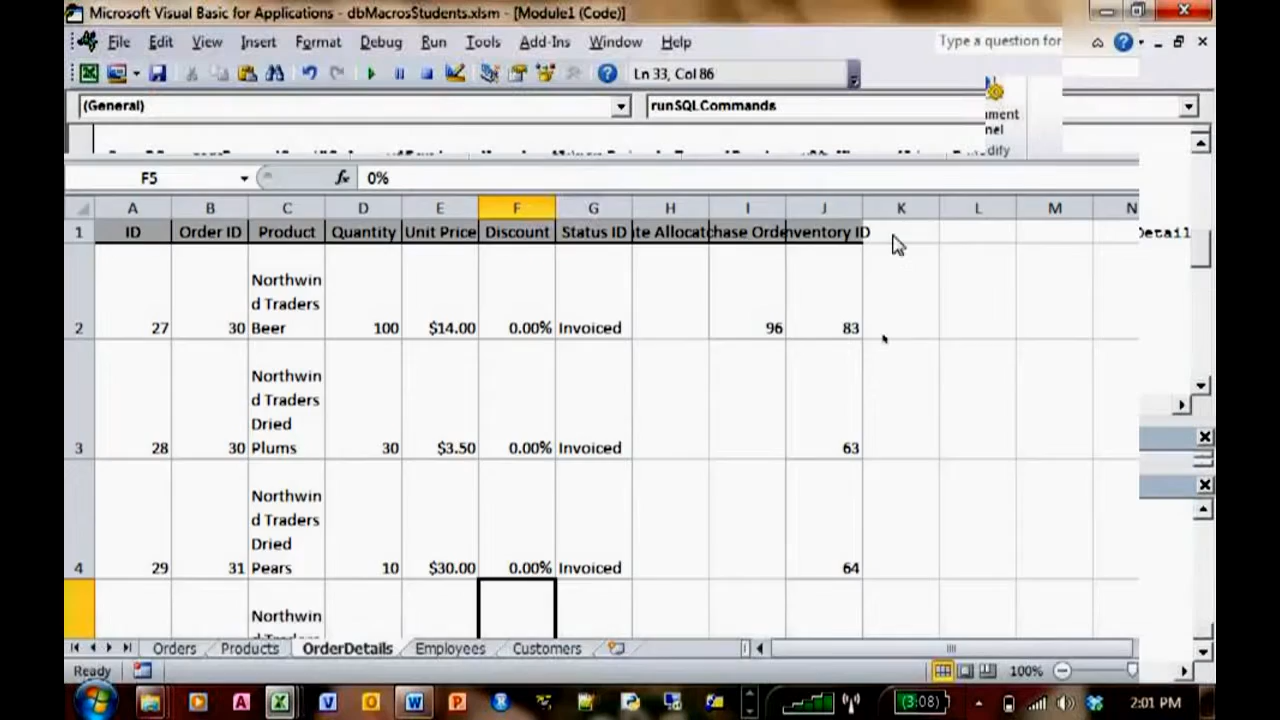 Microsoft Visual Basic for Applications - dbMacrosStudents.xlsm - [Module1 (Code)]
File Edit View Insert Format Debug Run Tools Add-Ins Window Help Type a question for
Ln 33, Col 86
(General) runSQLCommands
ument
nel
dify
F5 fx 0%
A B C D E F G H I J K L M N
1 ID Order ID Product Quantity Unit Price Discount Status ID te Allocat chase Orde nventory ID Detail
Northwin
d Traders
2 27 30 Beer 100 $14.00 0.00% Invoiced 96 83
Northwin
d Traders
Dried
3 28 30 Plums 30 $3.50 0.00% Invoiced 63
Northwin
d Traders
Dried
4 29 31 Pears 10 $30.00 0.00% Invoiced 64
Northwin
Orders Products OrderDetails Employees Customers
Ready 100%
(3:08) 2:01 PM